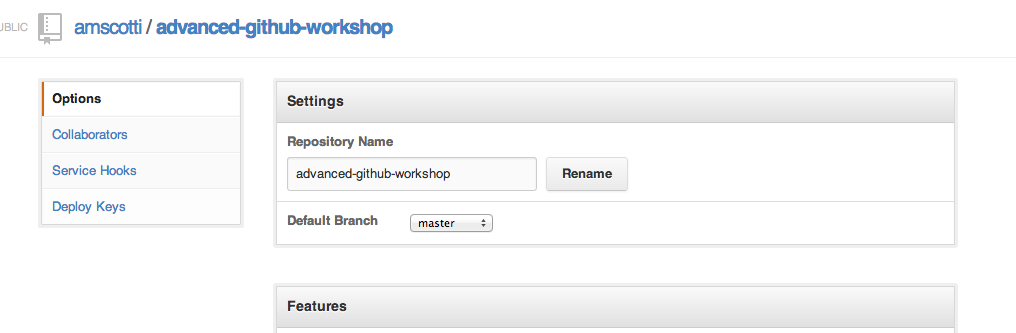 UBLIC amscotti / advanced-github-workshop
Options
Collaborators
Service Hooks
Deploy Keys
Settings
Repository Name
advanced-github-workshop Rename
Default Branch master
Features